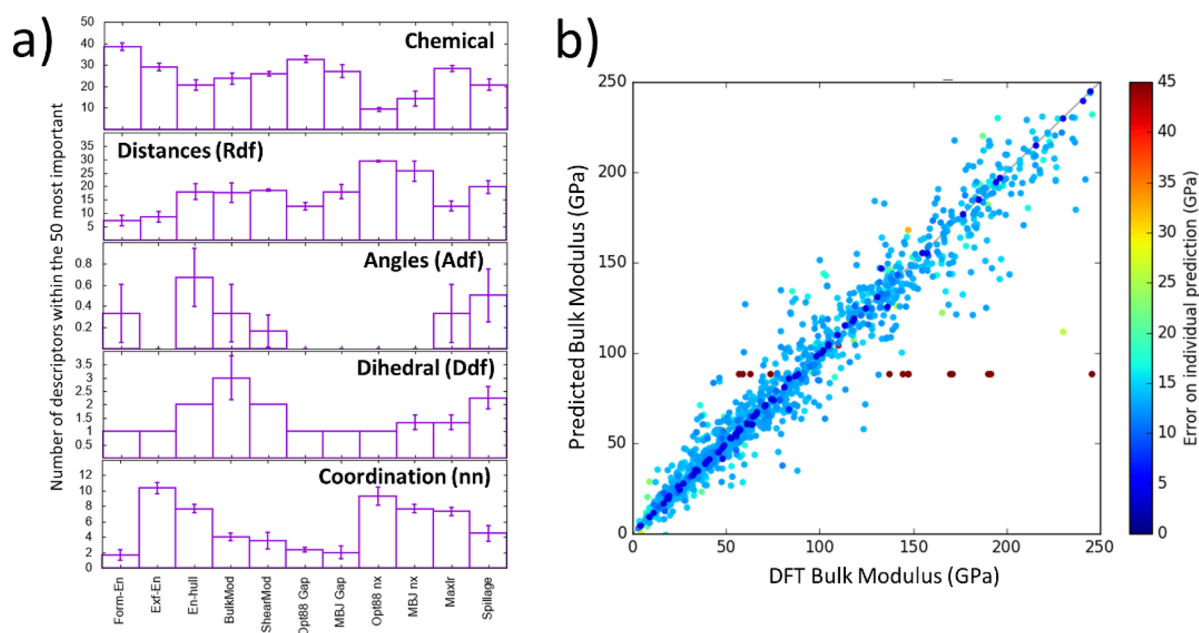 a)
Number of descriptors within the 50 most important
Chemical
50
40
30
20
10
Distances (Rdf)
35
30
25
20
15
10
5
Angles (Adf)
0.8
0.6
0.4
0.2
Dihedral (Ddf)
3.5
3
2.5
2
1.5
1
0.5
Coordination (nn)
12
10
8
6
4
2
0
Form-En
Exf-En
En-hull
BulkMod
ShearMod
Opt88 Gap
MBJ Gap
Opt88 nx
MBJ nx
MaxIr
Spillage
b)
Predicted Bulk Modulus (GPa)
250
200
150
100
50
0
0 50 100 150 200 250
DFT Bulk Modulus (GPa)
45
40
35
30
25
20
15
10
5
0
Error on individual prediction (GPa)